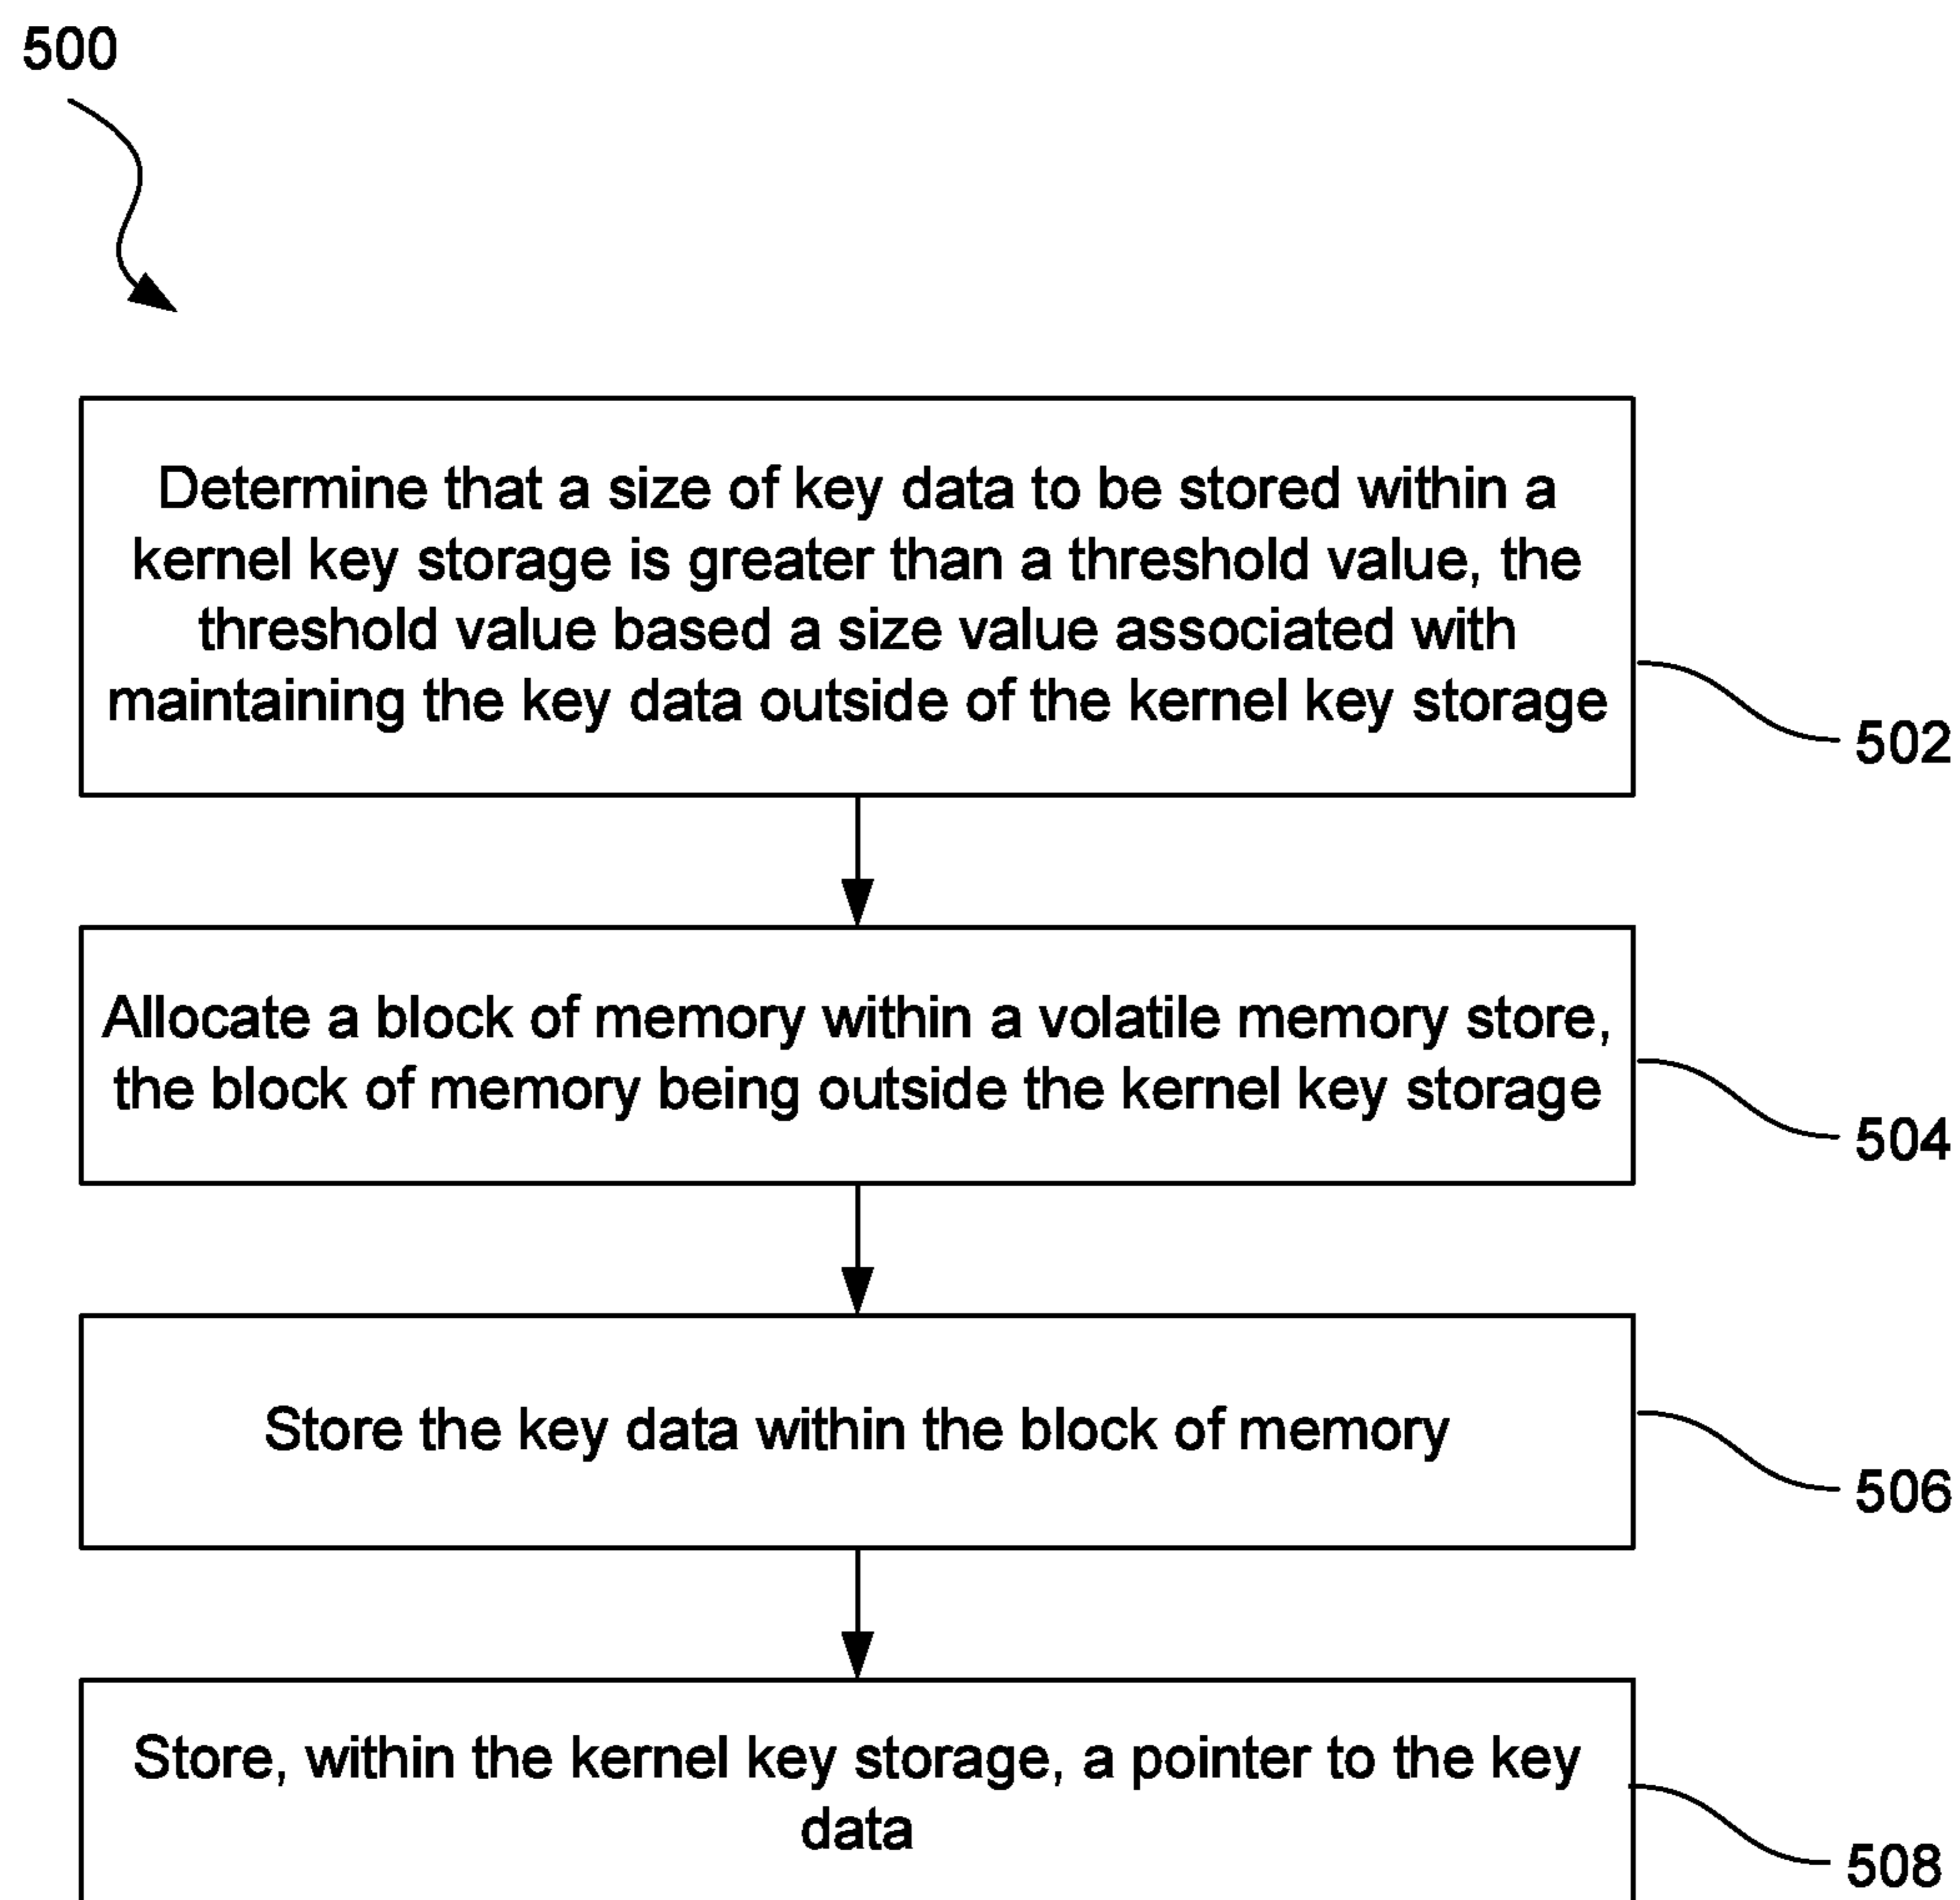 500
Determine that a size of key data to be stored within a
kernel key storage is greater than a threshold value, the
threshold value based a size value associated with
maintaining the key data outside of the kernel key storage
502
Allocate a block of memory within a volatile memory store,
the block of memory being outside the kernel key storage
504
Store the key data within the block of memory
506
Store, within the kernel key storage, a pointer to the key
data
508